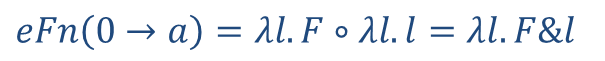 eFn(0 → a) = λl. F ∘ λl. l = λl. F&l